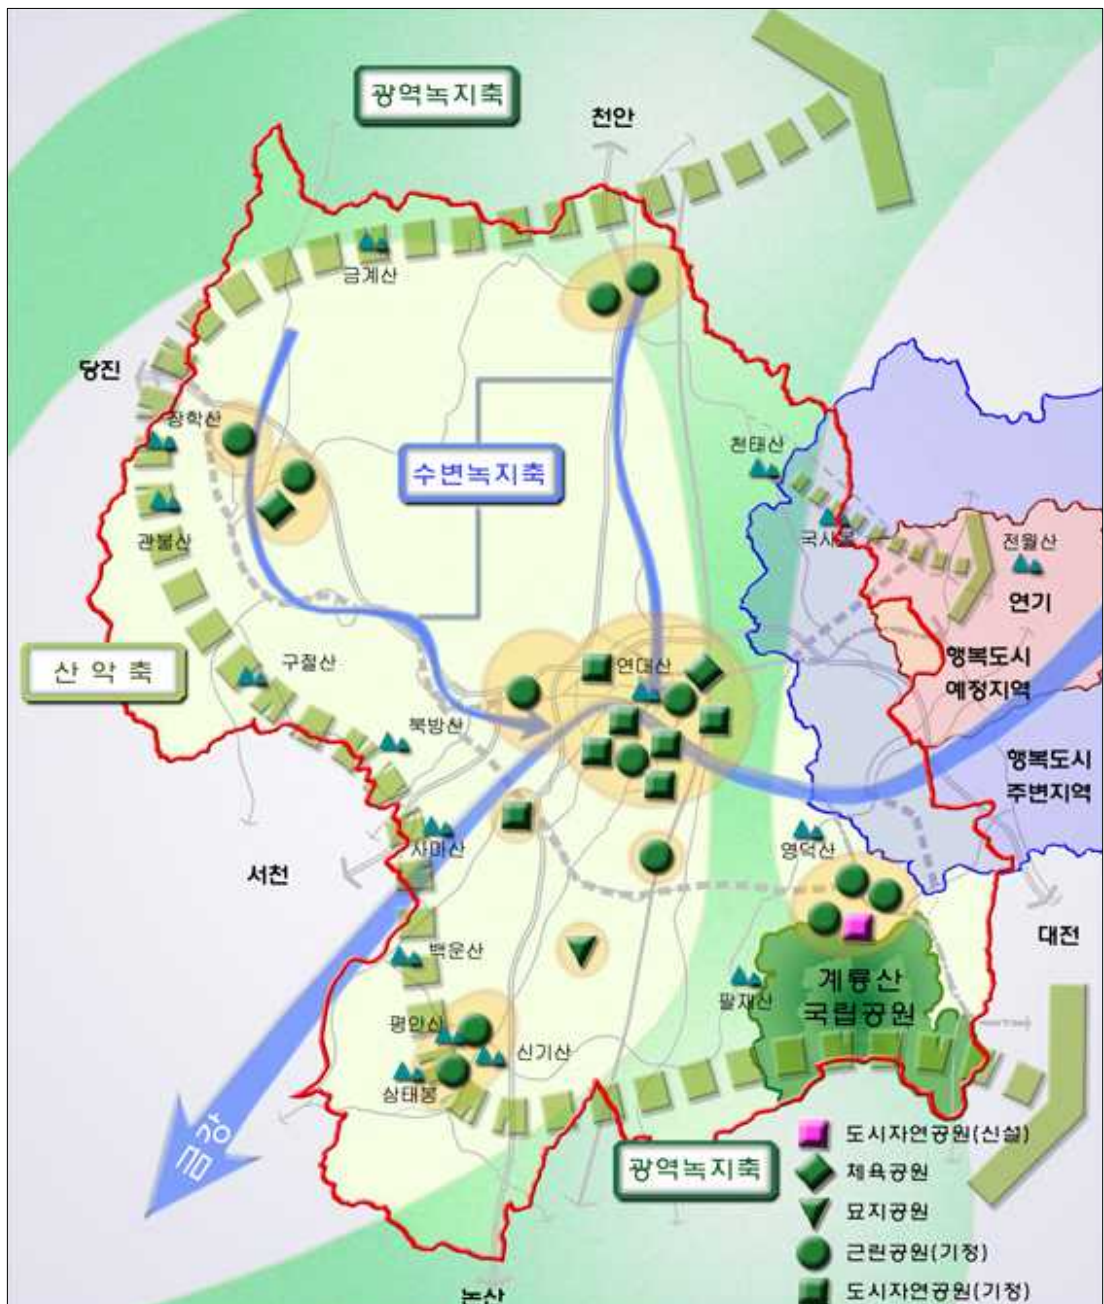 광역녹지축
천안
금계산
당진
장학산
천태산
수변녹지축
국사봉
전월산
관불산
연기
산악축
구절산
연대산
행복도시
예정지역
북방산
행복도시
주변지역
사마산
영덕산
서천
대전
백운산
계룡산
국립공원
팔재산
평안산
신기산
삼태봉
금강
도시자연공원(신설)
광역녹지축
체육공원
묘지공원
근린공원(기정)
도시자연공원(기정)
논산